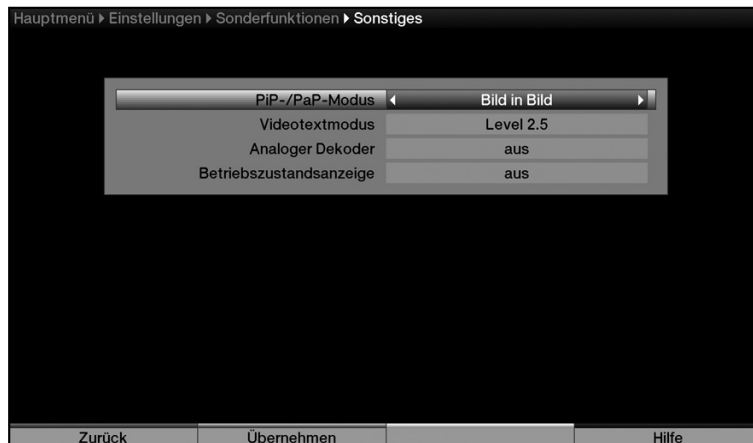 Hauptmenü ▸ Einstellungen ▸ Sonderfunktionen ▸ Sonstiges
PiP-/PaP-Modus ◂ Bild in Bild ▸
Videotextmodus Level 2.5
Analoger Dekoder aus
Betriebszustandsanzeige aus
Zurück Übernehmen Hilfe